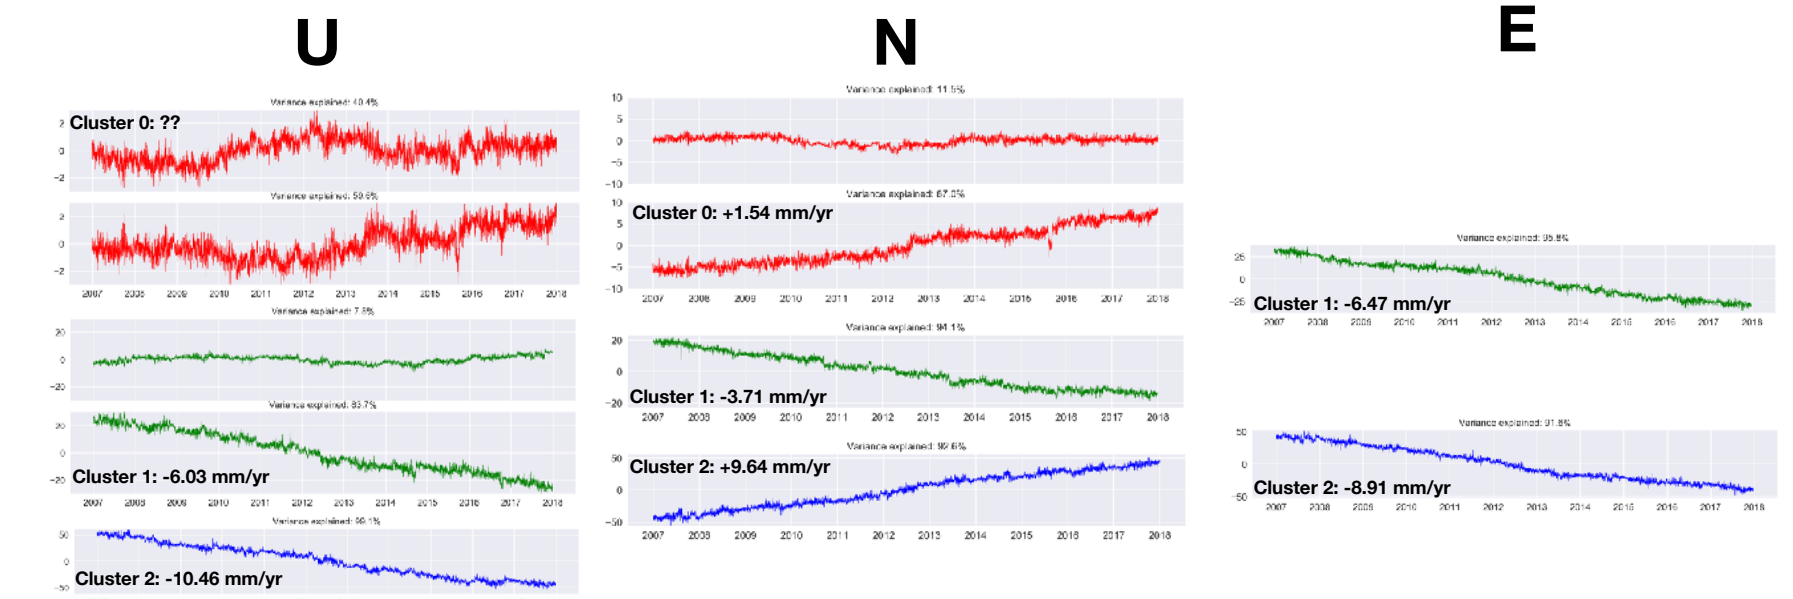 U
Variance explained: 40.4%
Cluster 0: ??
2
0
−2
Variance explained: 59.6%
2
0
−2
2007 2008 2009 2010 2011 2012 2013 2014 2015 2016 2017 2018
Variance explained: 7.8%
20
0
−20
Variance explained: 83.7%
20
0
−20
Cluster 1: -6.03 mm/yr
2007 2008 2009 2010 2011 2012 2013 2014 2015 2016 2017 2018
Variance explained: 99.1%
50
0
−50
Cluster 2: -10.46 mm/yr
N
Variance explained: 11.5%
10
5
0
−5
−10
Variance explained: 67.0%
10
Cluster 0: +1.54 mm/yr
5
0
−5
−10
2007 2008 2009 2010 2011 2012 2013 2014 2015 2016 2017 2018
Variance explained: 94.1%
20
0
Cluster 1: -3.71 mm/yr
−20
2007 2008 2009 2010 2011 2012 2013 2014 2015 2016 2017 2018
Variance explained: 92.6%
50
Cluster 2: +9.64 mm/yr
0
−50
2007 2008 2009 2010 2011 2012 2013 2014 2015 2016 2017 2018
E
Variance explained: 95.8%
25
0
−25
Cluster 1: -6.47 mm/yr
2007 2008 2009 2010 2011 2012 2013 2014 2015 2016 2017 2018
Variance explained: 91.8%
50
0
Cluster 2: -8.91 mm/yr
−50
2007 2008 2009 2010 2011 2012 2013 2014 2015 2016 2017 2018